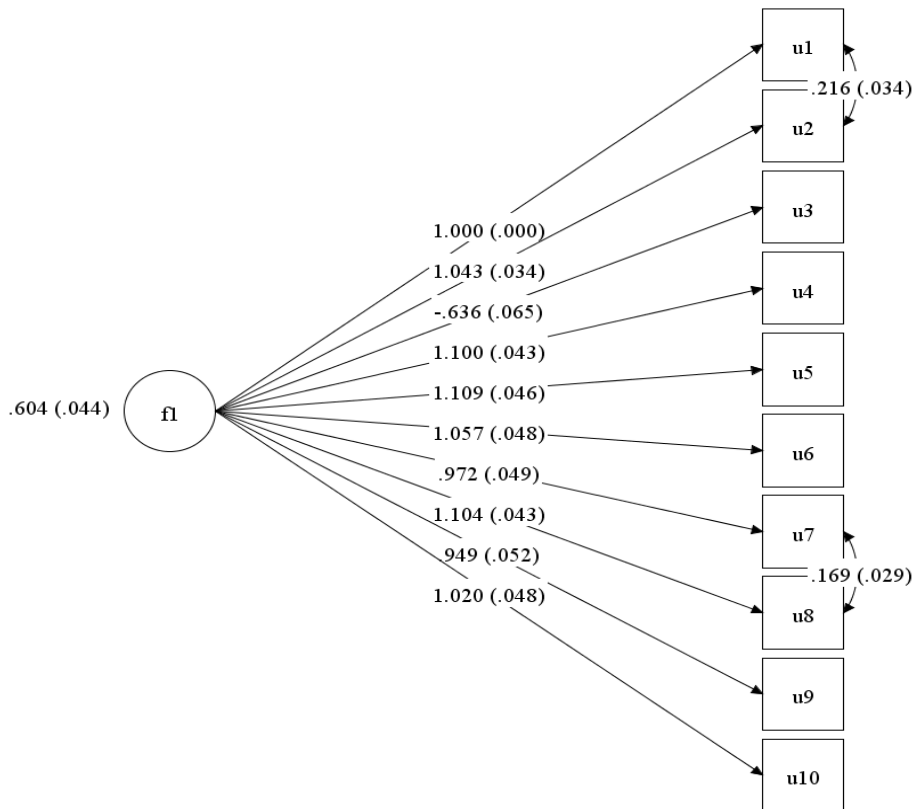 u1
.216 (.034)
u2
u3
1.000 (.000)
1.043 (.034)
-.636 (.065)
u4
1.100 (.043)
u5
1.109 (.046)
.604 (.044)
f1
1.057 (.048)
u6
.972 (.049)
1.104 (.043)
u7
.949 (.052)
.169 (.029)
1.020 (.048)
u8
u9
u10